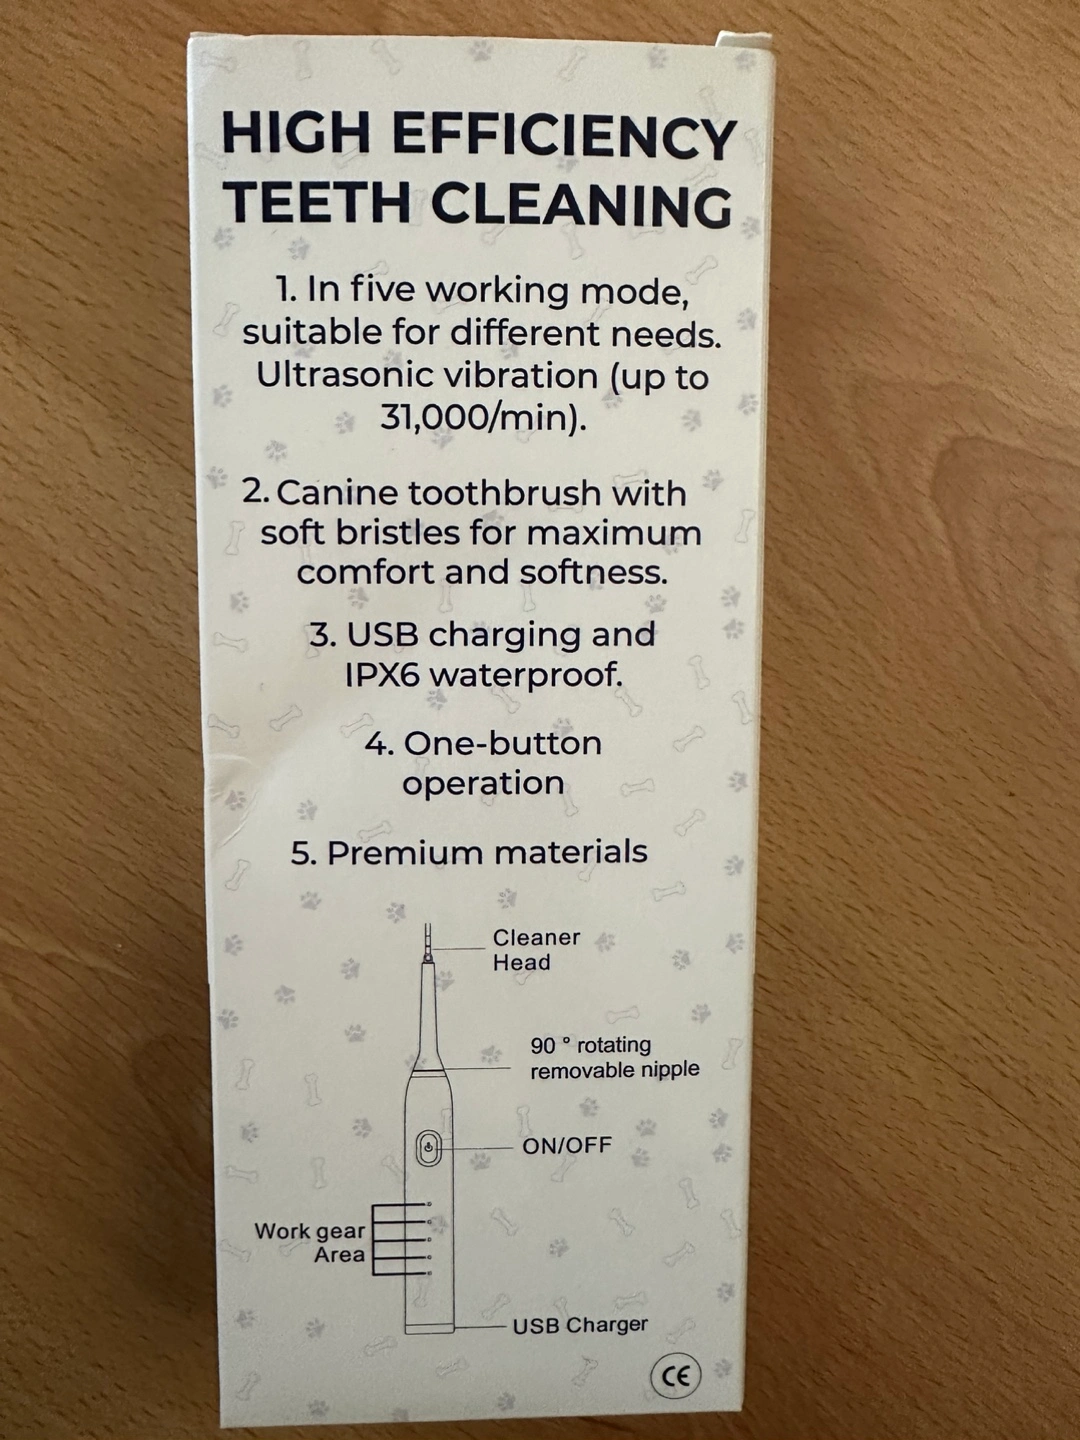 HIGH EFFICIENCY
TEETH CLEANING
1. In five working mode,
suitable for different needs.
Ultrasonic vibration (up to
31,000/min).
2. Canine toothbrush with
soft bristles for maximum
comfort and softness.
3. USB charging and
IPX6 waterproof.
4. One-button
operation
5. Premium materials
Cleaner
Head
90 ° rotating
removable nipple
ON/OFF
Work gear
Area
USB Charger
CE